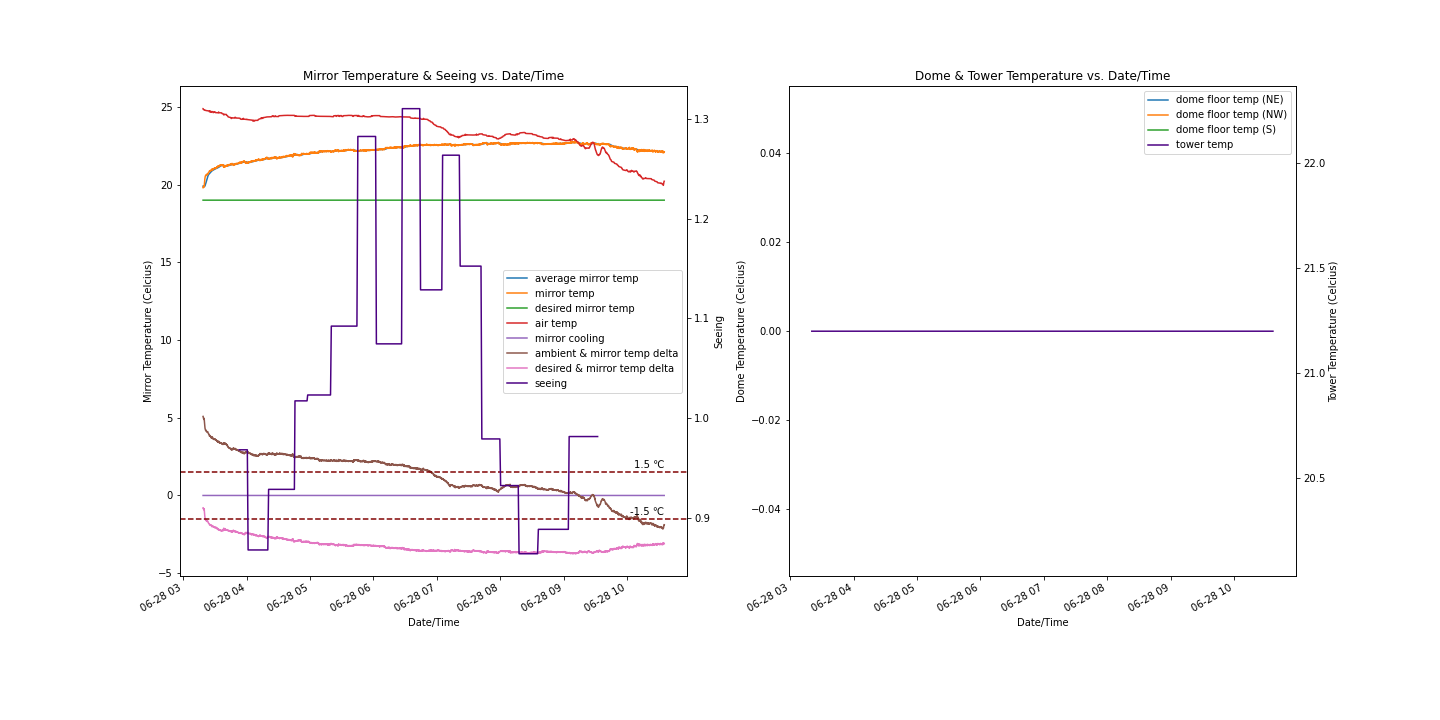 Mirror Temperature & Seeing vs. Date/Time
Mirror Temperature (Celcius)
25
20
15
10
5
0
−5
1.3
1.2
1.1
1.0
0.9
Seeing
average mirror temp
mirror temp
desired mirror temp
air temp
mirror cooling
ambient & mirror temp delta
desired & mirror temp delta
seeing
1.5 ℃
-1.5 ℃
06-28 03
06-28 04
06-28 05
06-28 06
06-28 07
06-28 08
06-28 09
06-28 10
Date/Time
Dome & Tower Temperature vs. Date/Time
Dome Temperature (Celcius)
0.04
0.02
0.00
−0.02
−0.04
dome floor temp (NE)
dome floor temp (NW)
dome floor temp (S)
tower temp
22.0
21.5
21.0
20.5
Tower Temperature (Celcius)
06-28 03
06-28 04
06-28 05
06-28 06
06-28 07
06-28 08
06-28 09
06-28 10
Date/Time